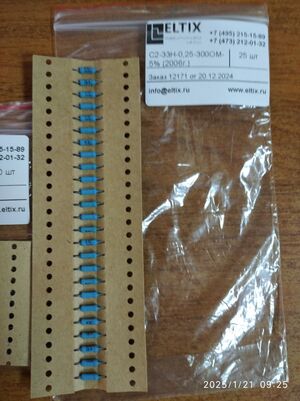 ELTIX
+7 (495) 215-15-89
+7 (473) 212-01-32
С2-33Н-0,25-300ОМ-
5% (2006г.)
25 шт
Заказ 12171 от 20.12.2024
info@eltix.ru
www.eltix.ru
5-15-89
2-01-32
0 шт
.eltix.ru
2025/1/21 09:25